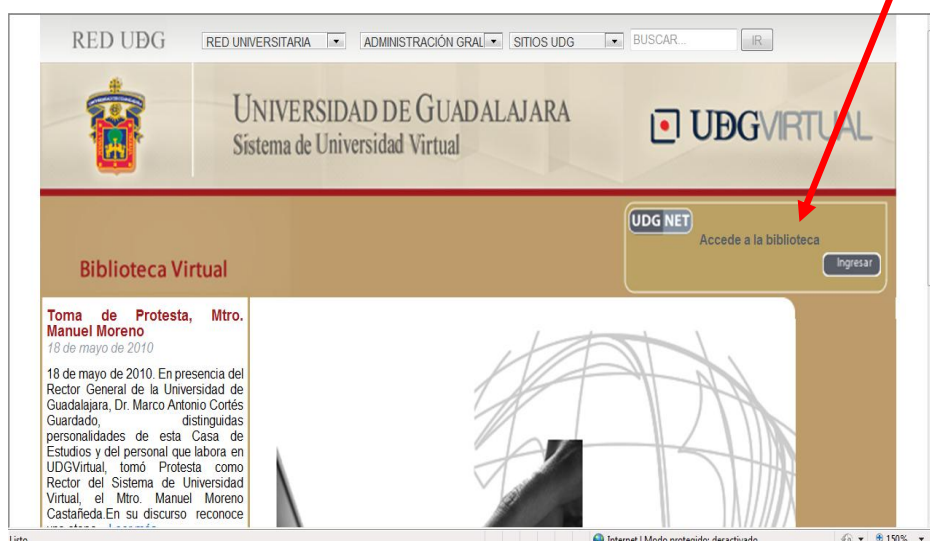 RED UĐG RED UNIVERSITARIA ADMINISTRACIÓN GRAL SITIOS UDG BUSCAR... IR
UNIVERSIDAD DE GUADALAJARA
Sistema de Universidad Virtual
UĐGVIRTUAL
UDG NET
Accede a la biblioteca
Ingresar
Biblioteca Virtual
Toma de Protesta, Mtro.
Manuel Moreno
18 de mayo de 2010
18 de mayo de 2010. En presencia del
Rector General de la Universidad de
Guadalajara, Dr. Marco Antonio Cortés
Guardado, distinguidas
personalidades de esta Casa de
Estudios y del personal que labora en
UDGVirtual, tomó Protesta como
Rector del Sistema de Universidad
Virtual, el Mtro. Manuel Moreno
Castañeda.En su discurso reconoce
Listo Internet | Modo protegido: desactivado 150%